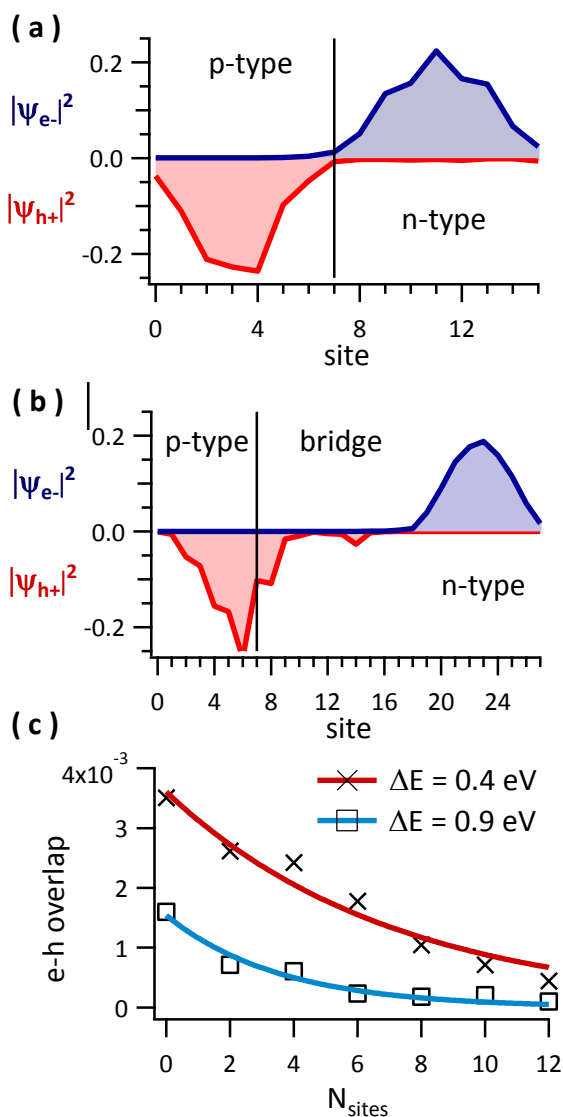 ( a )
p-type
0.2
|ψe-|²
0.0
|ψh+|²
n-type
-0.2
0
4
8
12
site
( b )
p-type
bridge
0.2
|ψe-|²
0.0
|ψh+|²
n-type
-0.2
0
4
8
12
16
20
24
site
( c )
4x10⁻³
ΔE = 0.4 eV
ΔE = 0.9 eV
3
2
1
0
e-h overlap
0
2
4
6
8
10
12
Nsites